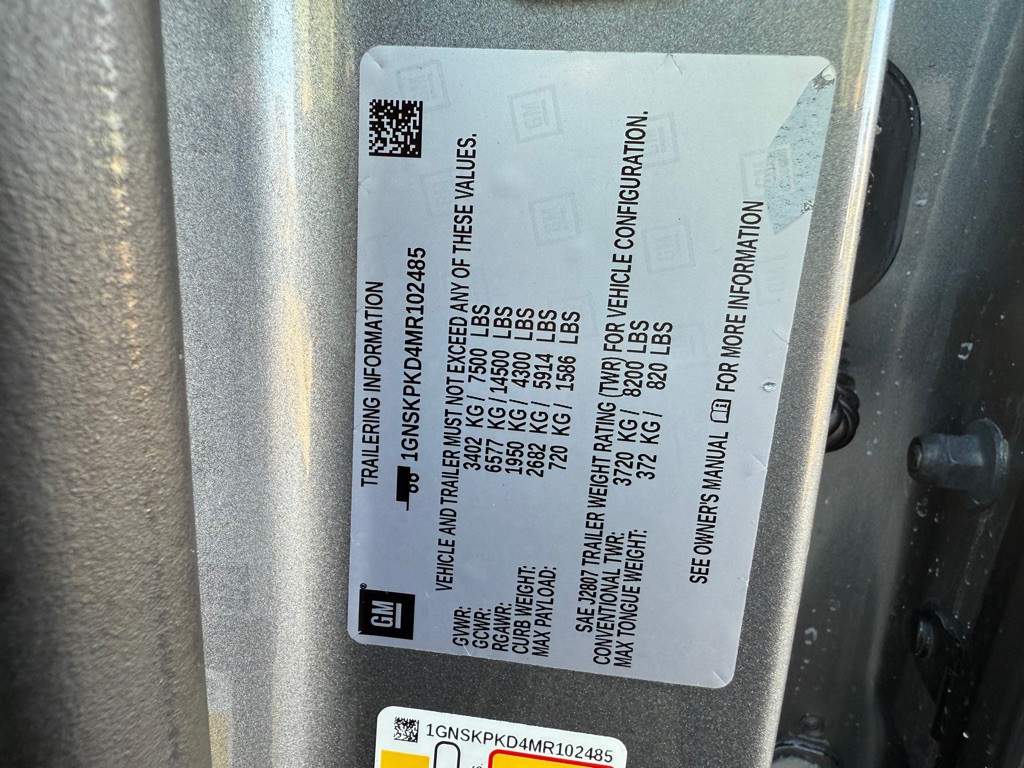 GM
TRAILERING INFORMATION
1GNSKPKD4MR102485
VEHICLE AND TRAILER MUST NOT EXCEED ANY OF THESE VALUES.
GVWR: 3402 KG / 7500 LBS
GCWR: 6577 KG / 14500 LBS
RGAWR: 1950 KG / 4300 LBS
CURB WEIGHT: 2682 KG / 5914 LBS
MAX PAYLOAD: 720 KG / 1586 LBS
SAE J2807 TRAILER WEIGHT RATING (TWR) FOR VEHICLE CONFIGURATION.
CONVENTIONAL TWR: 3720 KG / 8200 LBS
MAX TONGUE WEIGHT: 372 KG / 820 LBS
SEE OWNER'S MANUAL FOR MORE INFORMATION
1GNSKPKD4MR102485